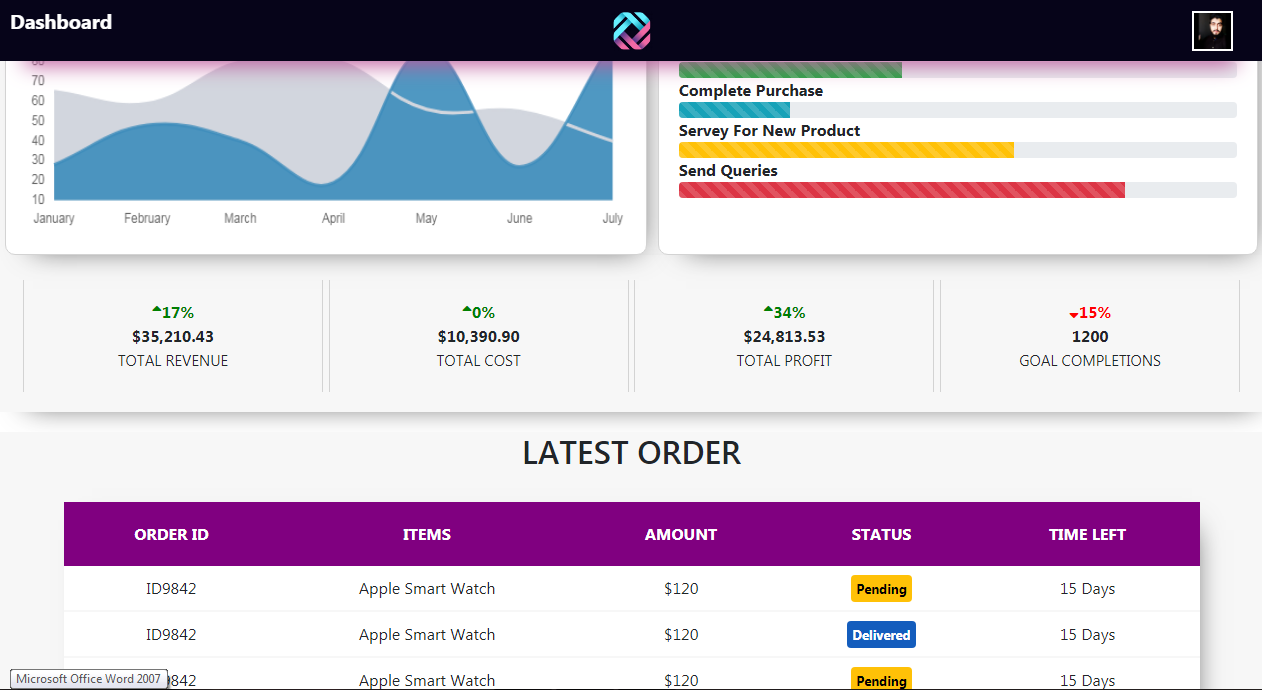 Dashboard
80
70
60
50
40
30
20
10
January February March April May June July
Complete Purchase
Servey For New Product
Send Queries
17%
$35,210.43
TOTAL REVENUE
0%
$10,390.90
TOTAL COST
34%
$24,813.53
TOTAL PROFIT
15%
1200
GOAL COMPLETIONS
LATEST ORDER
ORDER ID ITEMS AMOUNT STATUS TIME LEFT
ID9842 Apple Smart Watch $120 Pending 15 Days
ID9842 Apple Smart Watch $120 Delivered 15 Days
842 Apple Smart Watch $120 Pending 15 Days
Microsoft Office Word 2007